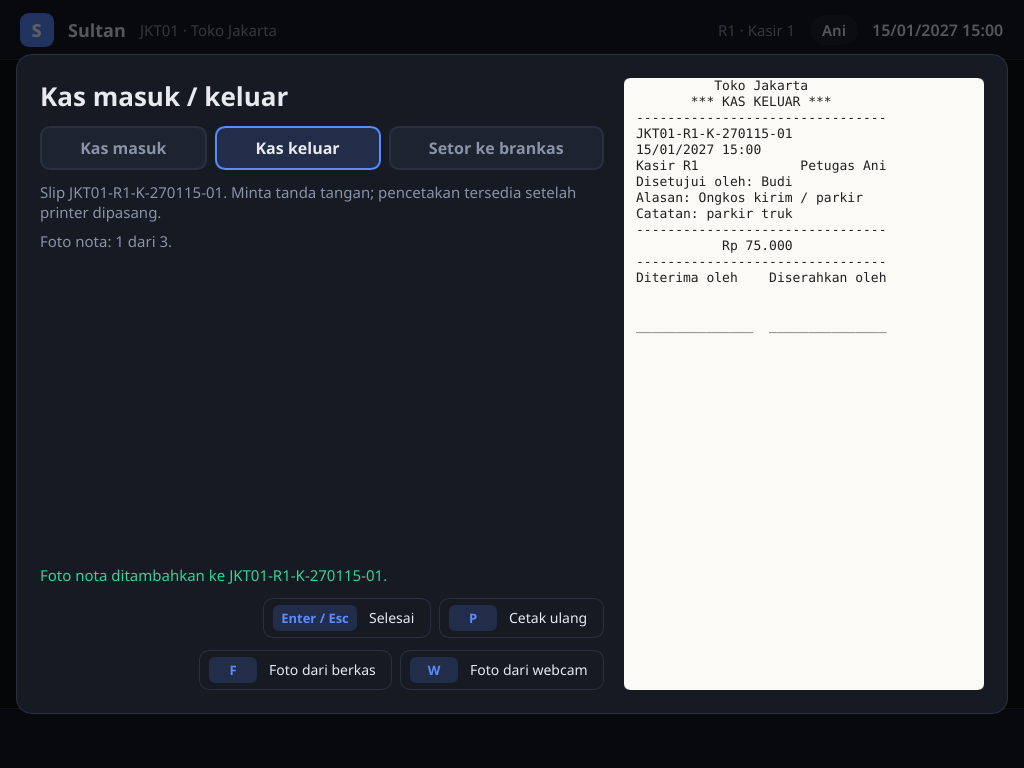 S Sultan JKT01 · Toko Jakarta R1 · Kasir 1 Ani 15/01/2027 15:00
Kas masuk / keluar
Kas masuk Kas keluar Setor ke brankas
Slip JKT01-R1-K-270115-01. Minta tanda tangan; pencetakan tersedia setelah
printer dipasang.
Foto nota: 1 dari 3.
Foto nota ditambahkan ke JKT01-R1-K-270115-01.
Enter / Esc Selesai P Cetak ulang
F Foto dari berkas W Foto dari webcam
Toko Jakarta
*** KAS KELUAR ***
--------------------------------
JKT01-R1-K-270115-01
15/01/2027 15:00
Kasir R1 Petugas Ani
Disetujui oleh: Budi
Alasan: Ongkos kirim / parkir
Catatan: parkir truk
--------------------------------
Rp 75.000
--------------------------------
Diterima oleh Diserahkan oleh
_______________ _______________